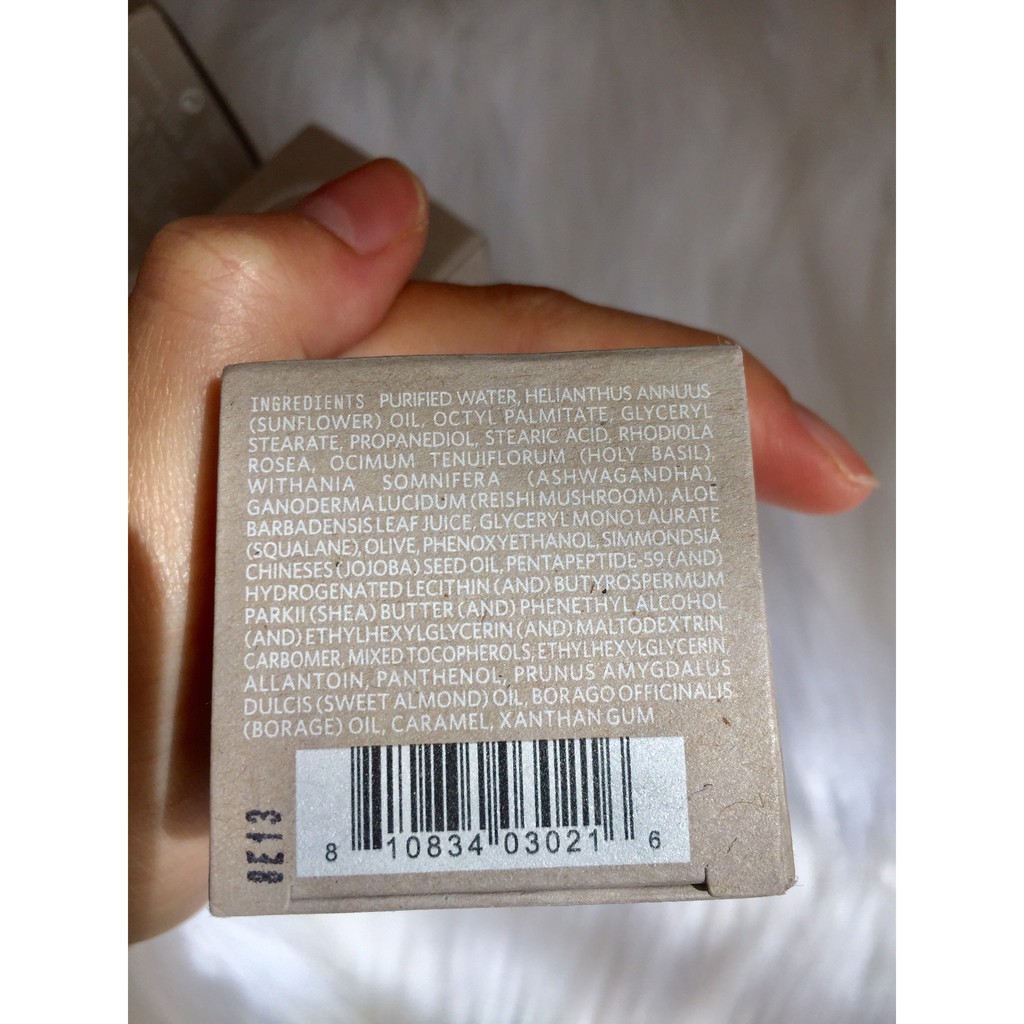 INGREDIENTS PURIFIED WATER, HELIANTHUS ANNUUS
(SUNFLOWER) OIL, OCTYL PALMITATE, GLYCERYL
STEARATE, PROPANEDIOL, STEARIC ACID, RHODIOLA
ROSEA, OCIMUM TENUIFLORUM (HOLY BASIL),
WITHANIA SOMNIFERA (ASHWAGANDHA),
GANODERMA LUCIDUM (REISHI MUSHROOM), ALOE
BARBADENSIS LEAF JUICE, GLYCERYL MONO LAURATE
(SQUALANE), OLIVE, PHENOXYETHANOL, SIMMONDSIA
CHINESES (JOJOBA) SEED OIL, PENTAPEPTIDE-59 (AND)
HYDROGENATED LECITHIN (AND) BUTYROSPERMUM
PARKII (SHEA) BUTTER (AND) PHENETHYL ALCOHOL
(AND) ETHYLHEXYLGLYCERIN (AND) MALTODEXTRIN,
CARBOMER, MIXED TOCOPHEROLS, ETHYLHEXYLGLYCERIN,
ALLANTOIN, PANTHENOL, PRUNUS AMYGDALUS
DULCIS (SWEET ALMOND) OIL, BORAGO OFFICINALIS
(BORAGE) OIL, CARAMEL, XANTHAN GUM
8 10834 03021 6
BE13